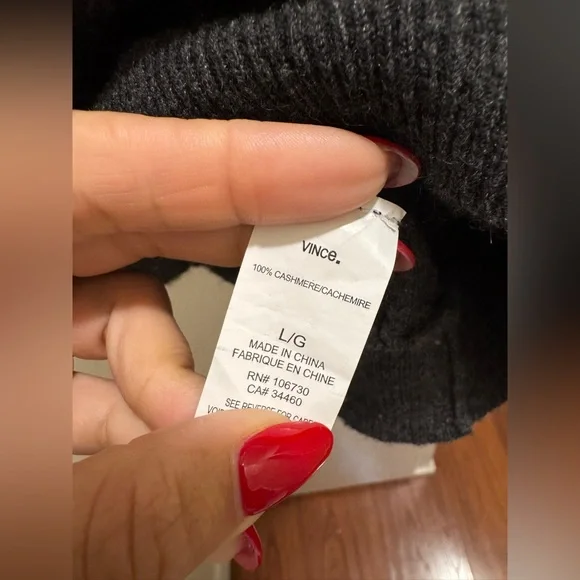 VINCe.
100% CASHMERE/CACHEMIRE
L/G
MADE IN CHINA
FABRIQUE EN CHINE
RN# 106730
CA# 34460
SEE REVERSE FOR CARE